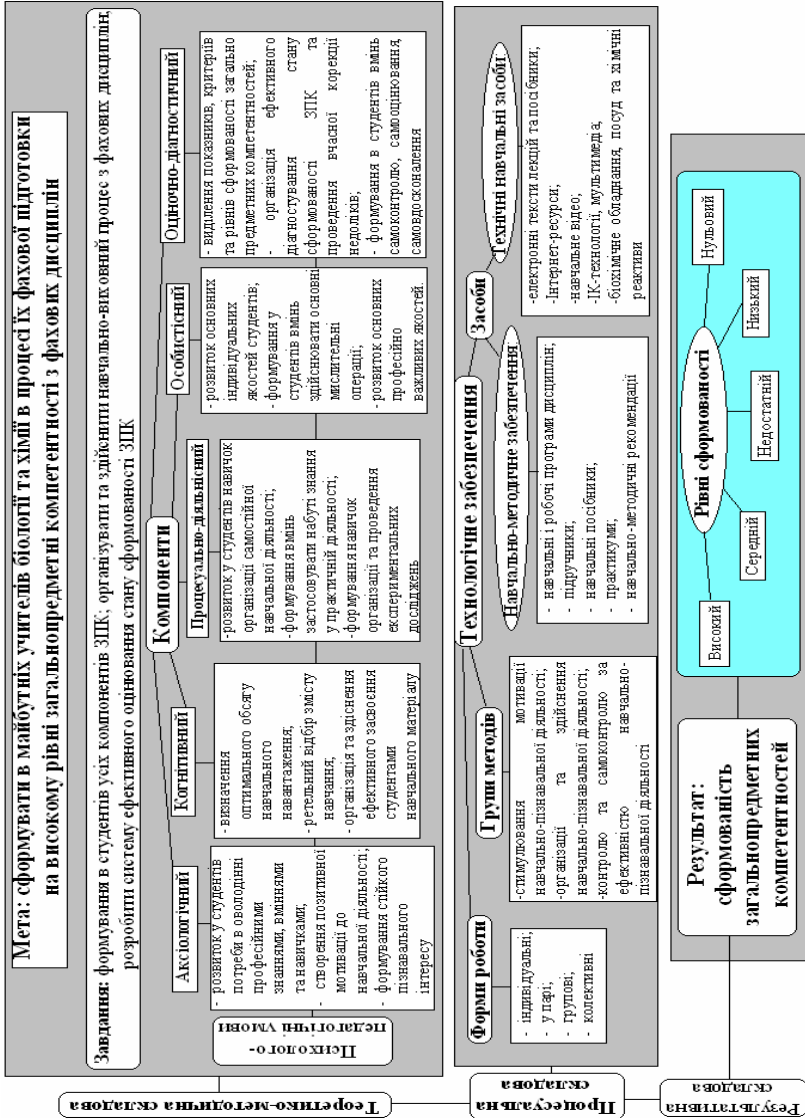 Мета: сформувати в майбутніх учителів біології та хімії в процесі їх фахової підготовки
на високому рівні загальнопредметні компетентності з фахових дисциплін
Завдання: формування в студентів усіх компонентів ЗПК; організувати та здійснити навчально-виховний процес з фахових дисциплін;
розробити систему ефективного оцінювання стану сформованості ЗПК
Теоретико-методична складова
Психолого-
педагогічні умови
Компоненти
Аксіологічний
- розвиток у студентів
потреби в оволодінні
професійними
знаннями, вміннями
та навичками;
- створення позитивної
мотивації до
навчальної діяльності;
- формування стійкого
пізнавального
інтересу
Когнітивний
- визначення
оптимального обсягу
навчального
навантаження;
- ретельний відбір змісту
навчання;
- організація та здіснення
ефективного засвоєння
студентами
навчального матеріалу
Процесуально-діяльнісний
-розвиток у студентів навичок
організації самостійної
навчальної діяльності;
-формування вмінь
застосовувати набуті знання
у практичній діяльності;
-формування навичок
організації та проведення
експериментальних
досліджень
Особистісний
-розвиток основних
індивідуальних
якостей студентів;
- формування у
студентів вмінь
здійснювати основні
мислительні
операції;
- розвиток основних
професійно
важливих якостей.
Оціночно-діагностичний
- виділення показників, критеріїв
та рівнів сформованості загально
предметних компетентностей;
- організація ефективного
діагностування стану
сформованості ЗПК та
проведення вчасної корекції
недоліків;
- формування в студентів вмінь
самоконтролю, самооцінювання,
самовдосконалення
Процесуальна
складова
Технологічне забезпечення
Форми роботи
- індивідуальні;
- у парі;
- групові;
- колективні
Групи методів
-стимулювання мотивації
навчально-пізнавальної діяльності;
-організації та здійснення
навчально-пізнавальної діяльності;
-контролю та самоконтролю за
ефективністю навчально-
пізнавальної діяльності
Засоби
Навчально-методичне забезпечення:
- навчальні і робочі програми дисциплін;
- підручники;
- навчальні посібники;
- практикуми;
- навчально-методичні рекомендації
Технічні навчальні засоби:
-електронні тексти лекцій та посібники;
-Інтернет-ресурси;
-навчальне відео;
-ІК-технології, мультимедіа;
-біохімічне обладнання, посуд та хімічні
реактиви
Результативна
складова
Результат:
сформованість
загальнопредметних
компетентностей
Рівні сформованості
Високий
Середній
Недостатній
Низький
Нульовий